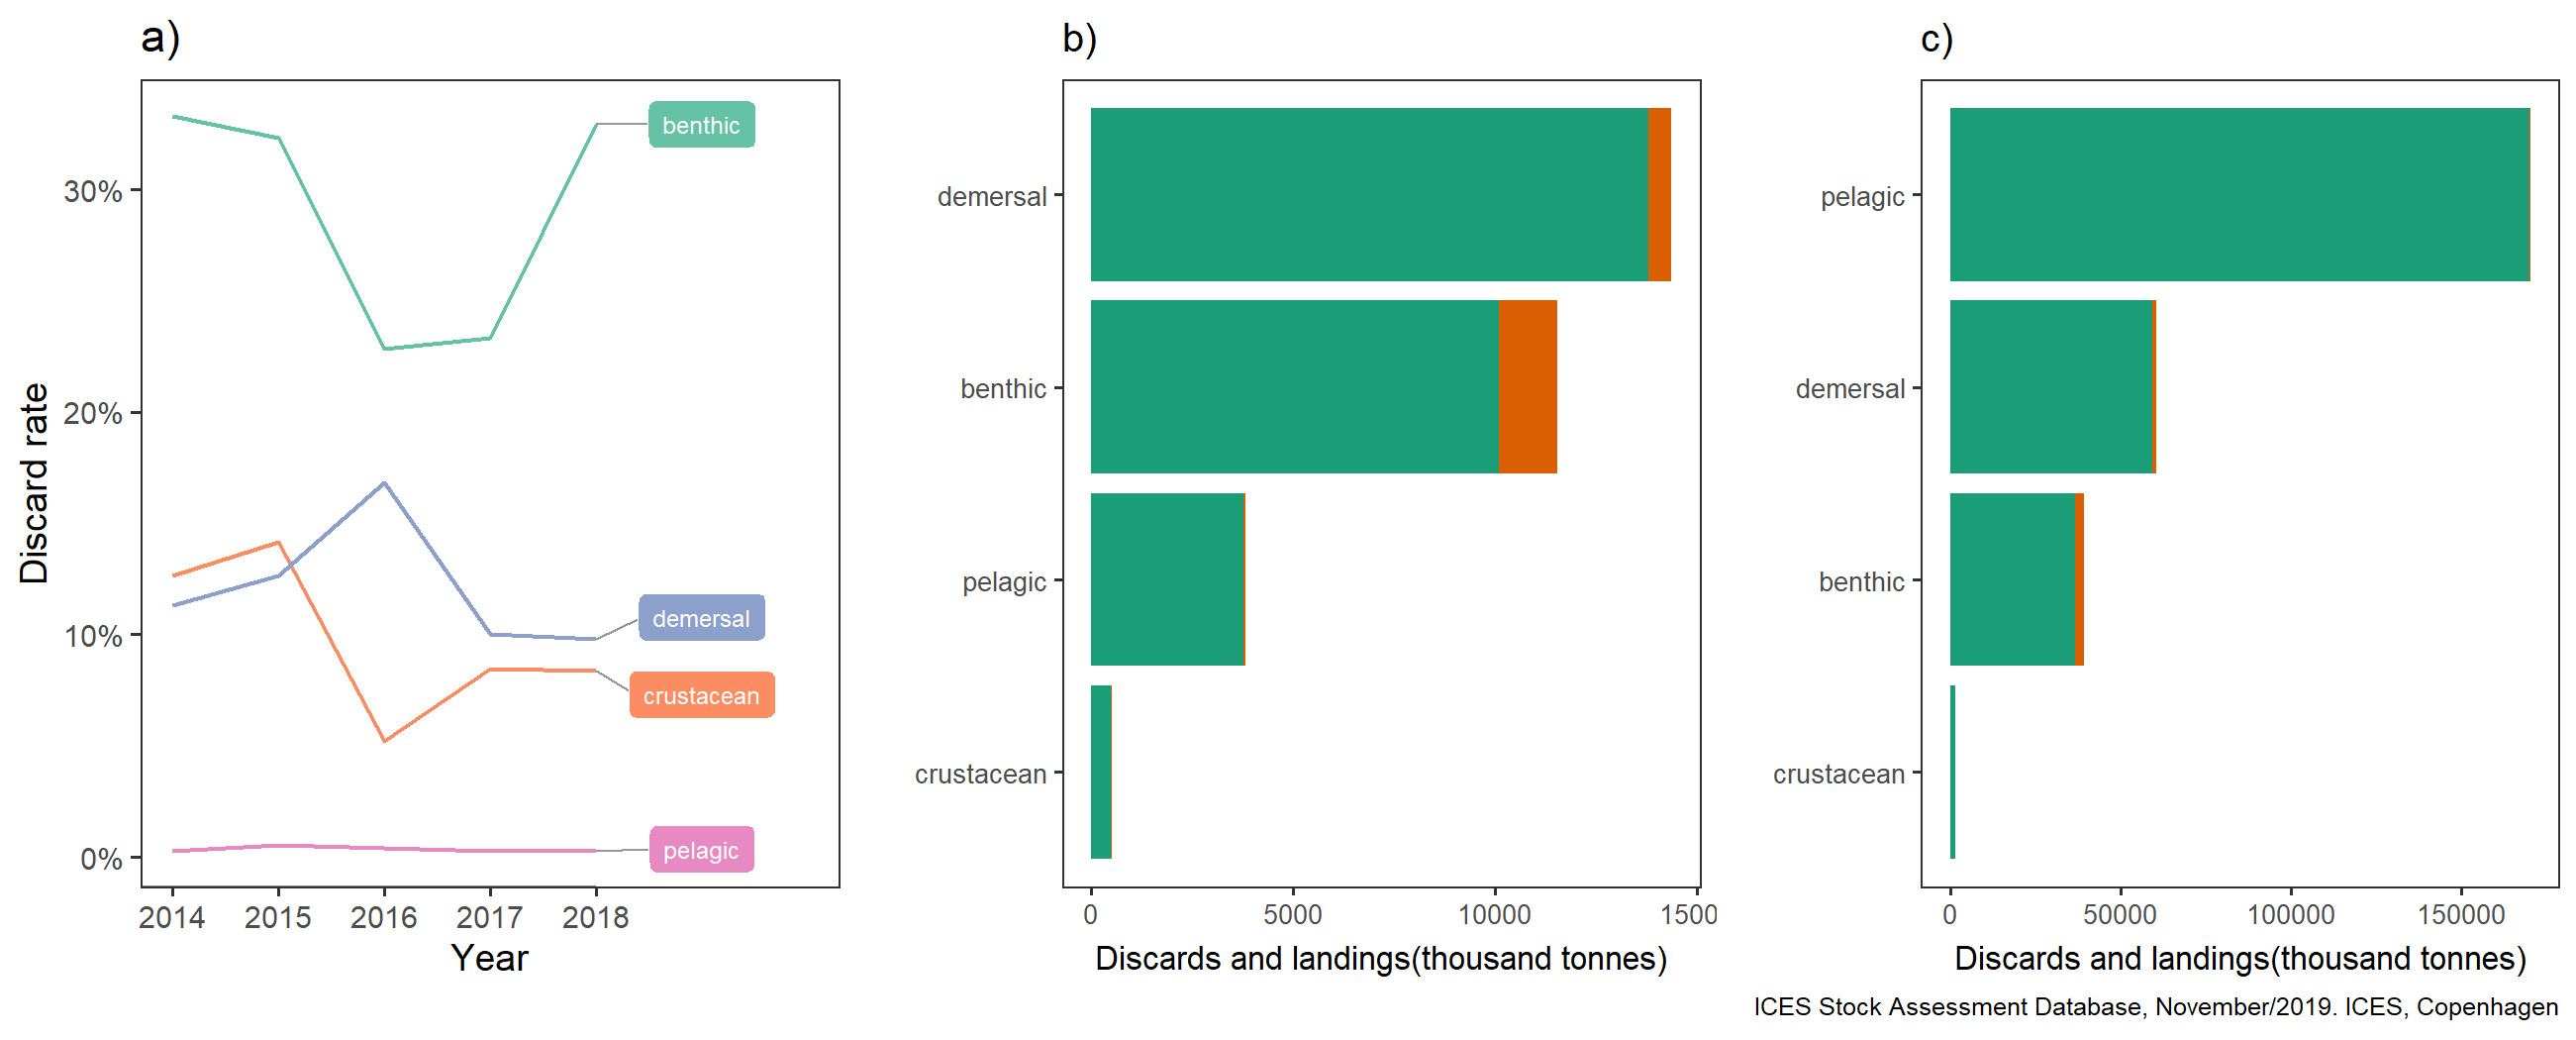 a)
Discard rate
30%
20%
10%
0%
benthic
demersal
crustacean
pelagic
2014 2015 2016 2017 2018
Year
b)
demersal
benthic
pelagic
crustacean
0 5000 10000 1500
Discards and landings(thousand tonnes)
c)
pelagic
demersal
benthic
crustacean
0 50000 100000 150000
Discards and landings(thousand tonnes)
ICES Stock Assessment Database, November/2019. ICES, Copenhagen